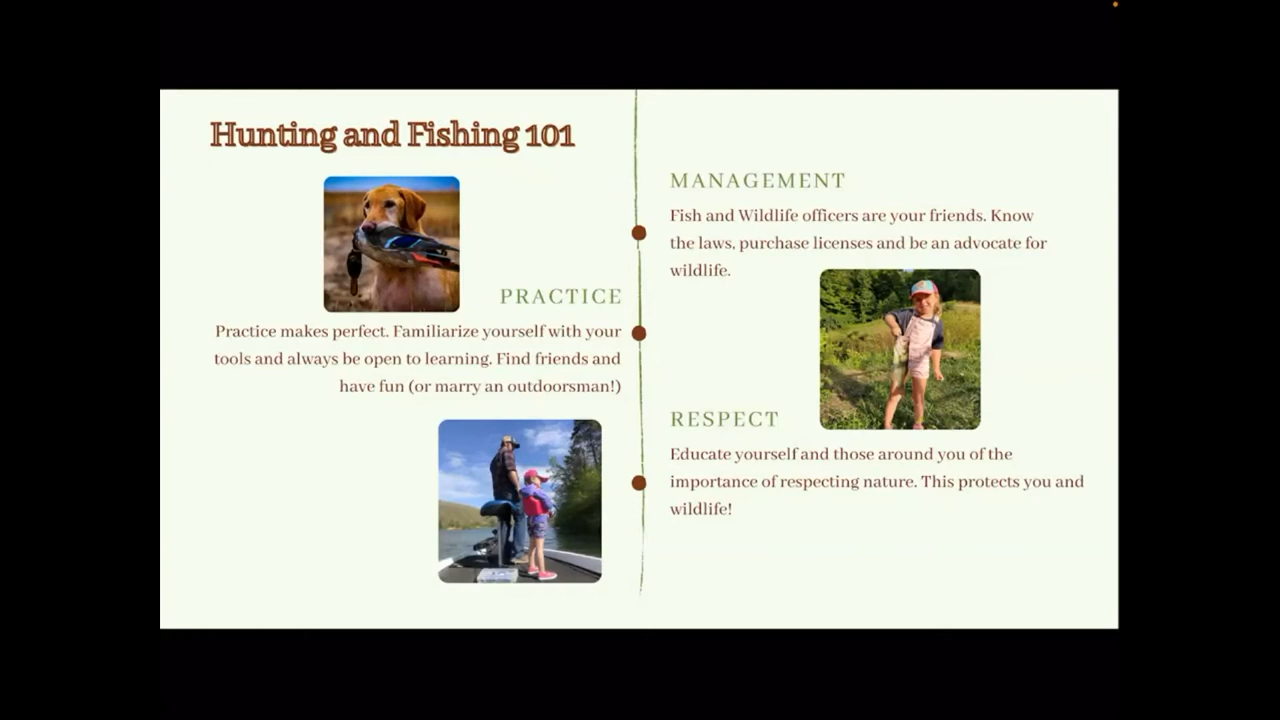 Hunting and Fishing 101
MANAGEMENT
Fish and Wildlife officers are your friends. Know
the laws, purchase licenses and be an advocate for
wildlife.
PRACTICE
Practice makes perfect. Familiarize yourself with your
tools and always be open to learning. Find friends and
have fun (or marry an outdoorsman!)
RESPECT
Educate yourself and those around you of the
importance of respecting nature. This protects you and
wildlife!